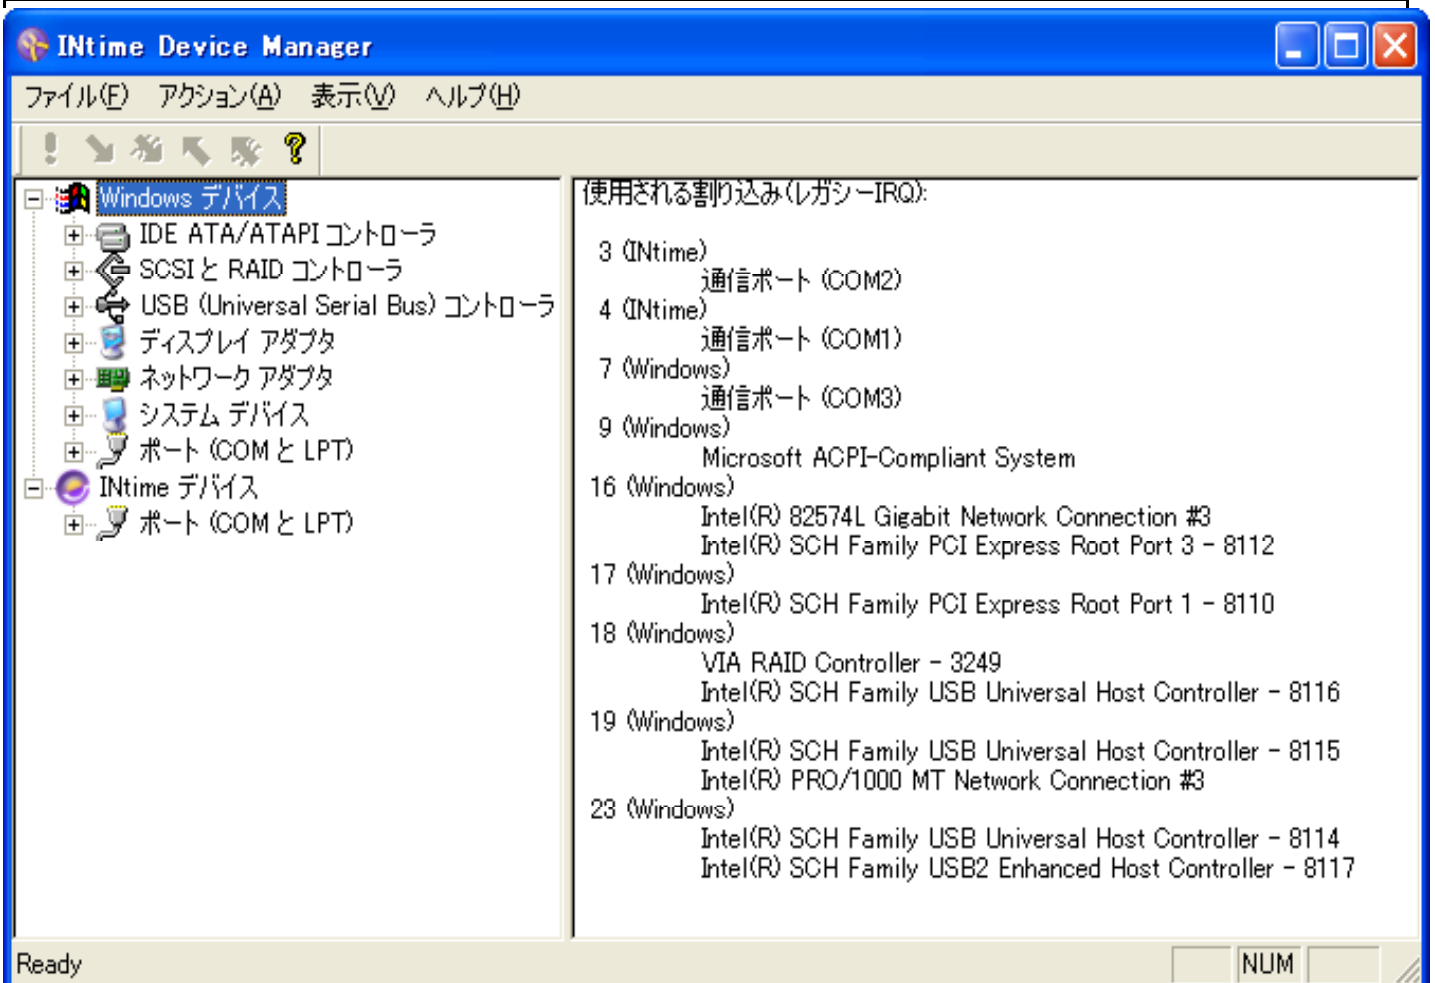 INtime Device Manager
ファイル(F) アクション(A) 表示(V) ヘルプ(H)
Windows デバイス
IDE ATA/ATAPI コントローラ
SCSI と RAID コントローラ
USB (Universal Serial Bus) コントローラ
ディスプレイ アダプタ
ネットワーク アダプタ
システム デバイス
ポート (COM と LPT)
INtime デバイス
ポート (COM と LPT)
使用される割り込み(レガシーIRQ):
3 (INtime)
通信ポート (COM2)
4 (INtime)
通信ポート (COM1)
7 (Windows)
通信ポート (COM3)
9 (Windows)
Microsoft ACPI-Compliant System
16 (Windows)
Intel(R) 82574L Gigabit Network Connection #3
Intel(R) SCH Family PCI Express Root Port 3 - 8112
17 (Windows)
Intel(R) SCH Family PCI Express Root Port 1 - 8110
18 (Windows)
VIA RAID Controller - 3249
Intel(R) SCH Family USB Universal Host Controller - 8116
19 (Windows)
Intel(R) SCH Family USB Universal Host Controller - 8115
Intel(R) PRO/1000 MT Network Connection #3
23 (Windows)
Intel(R) SCH Family USB Universal Host Controller - 8114
Intel(R) SCH Family USB2 Enhanced Host Controller - 8117
Ready
NUM